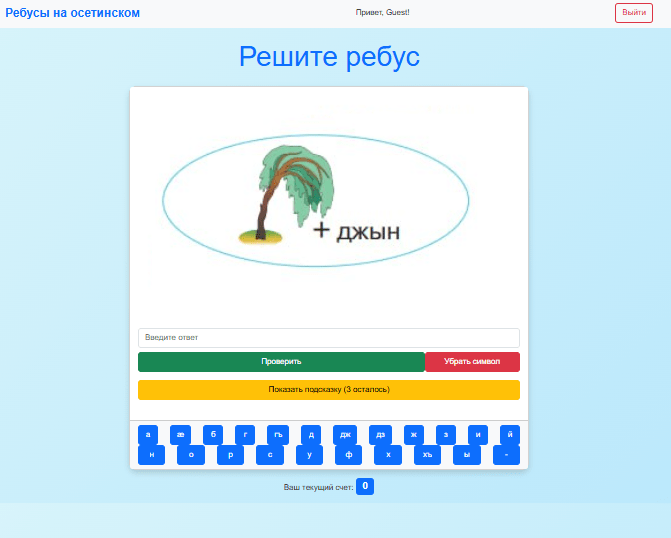 Ребусы на осетинском
Привет, Guest!
Выйти
Решите ребус
+ джын
Введите ответ
Проверить
Убрать символ
Показать подсказку (3 осталось)
а æ б г гъ д дж дз ж з и й
н о р с у ф х хъ ы -
Ваш текущий счет: 0